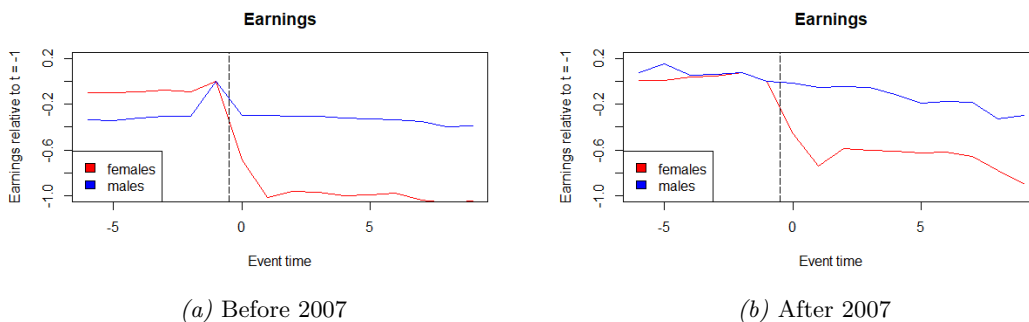 Earnings
Earnings relative to t = -1
0.2
-0.2
-0.6
-1.0
females
males
-5
0
5
Event time
(a) Before 2007
Earnings
Earnings relative to t = -1
0.2
-0.2
-0.6
-1.0
females
males
-5
0
5
Event time
(b) After 2007